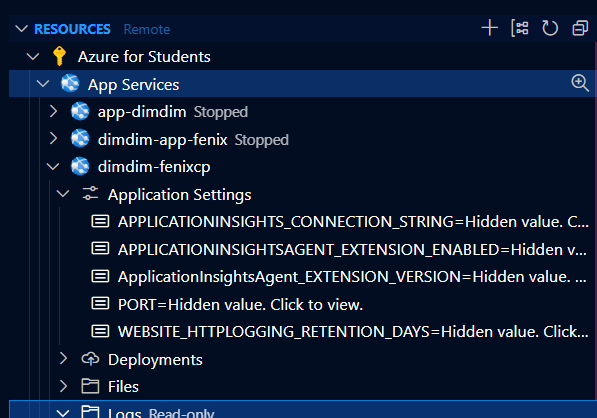 RESOURCES Remote
Azure for Students
App Services
app-dimdim Stopped
dimdim-app-fenix Stopped
dimdim-fenixcp
Application Settings
APPLICATIONINSIGHTS_CONNECTION_STRING=Hidden value. C...
APPLICATIONINSIGHTSAGENT_EXTENSION_ENABLED=Hidden v...
ApplicationInsightsAgent_EXTENSION_VERSION=Hidden value. ...
PORT=Hidden value. Click to view.
WEBSITE_HTTPLOGGING_RETENTION_DAYS=Hidden value. Click...
Deployments
Files
Logs Read-only